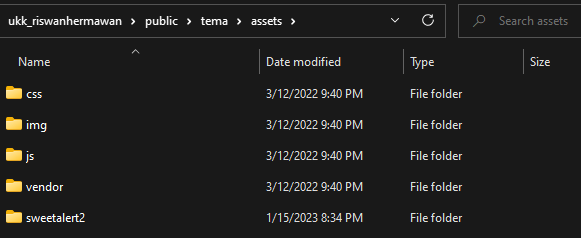 ukk_riswanhermawan > public > tema > assets > Search assets
Name Date modified Type Size
css 3/12/2022 9:40 PM File folder
img 3/12/2022 9:40 PM File folder
js 3/12/2022 9:40 PM File folder
vendor 3/12/2022 9:40 PM File folder
sweetalert2 1/15/2023 8:34 PM File folder